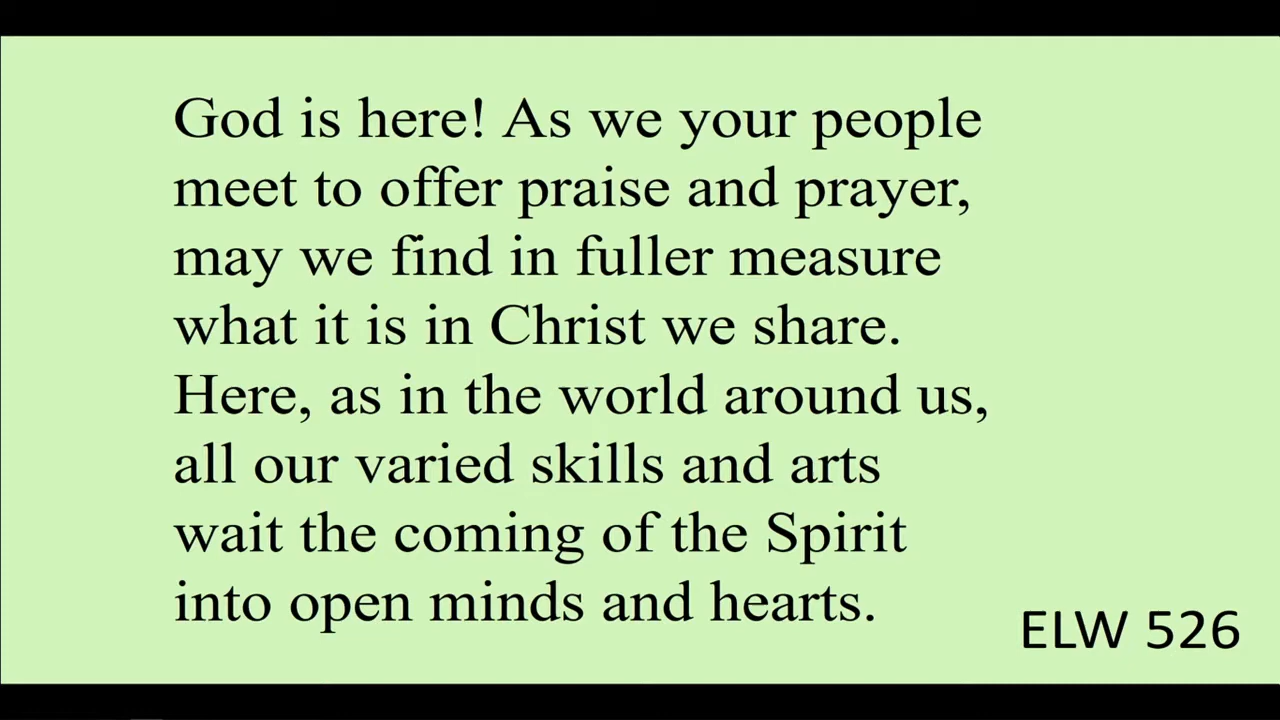 God is here! As we your people
meet to offer praise and prayer,
may we find in fuller measure
what it is in Christ we share.
Here, as in the world around us,
all our varied skills and arts
wait the coming of the Spirit
into open minds and hearts.
ELW 526